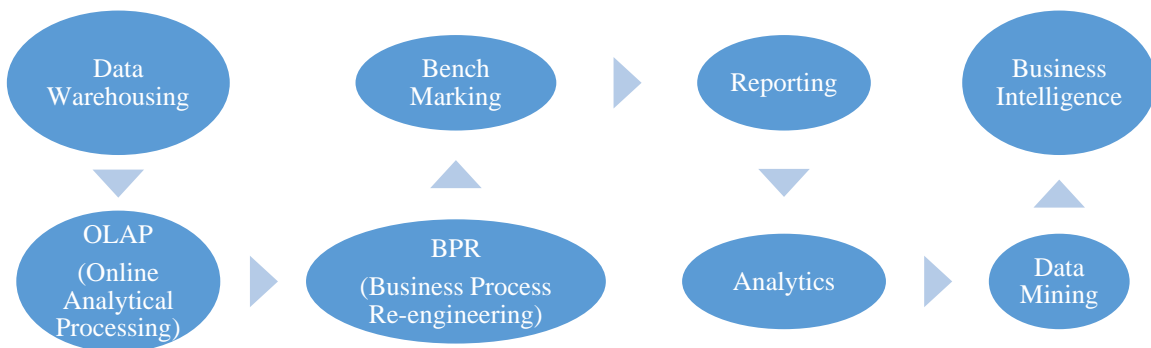 Data
Warehousing
OLAP
(Online
Analytical
Processing)
BPR
(Business Process
Re-engineering)
Bench
Marking
Reporting
Analytics
Data
Mining
Business
Intelligence